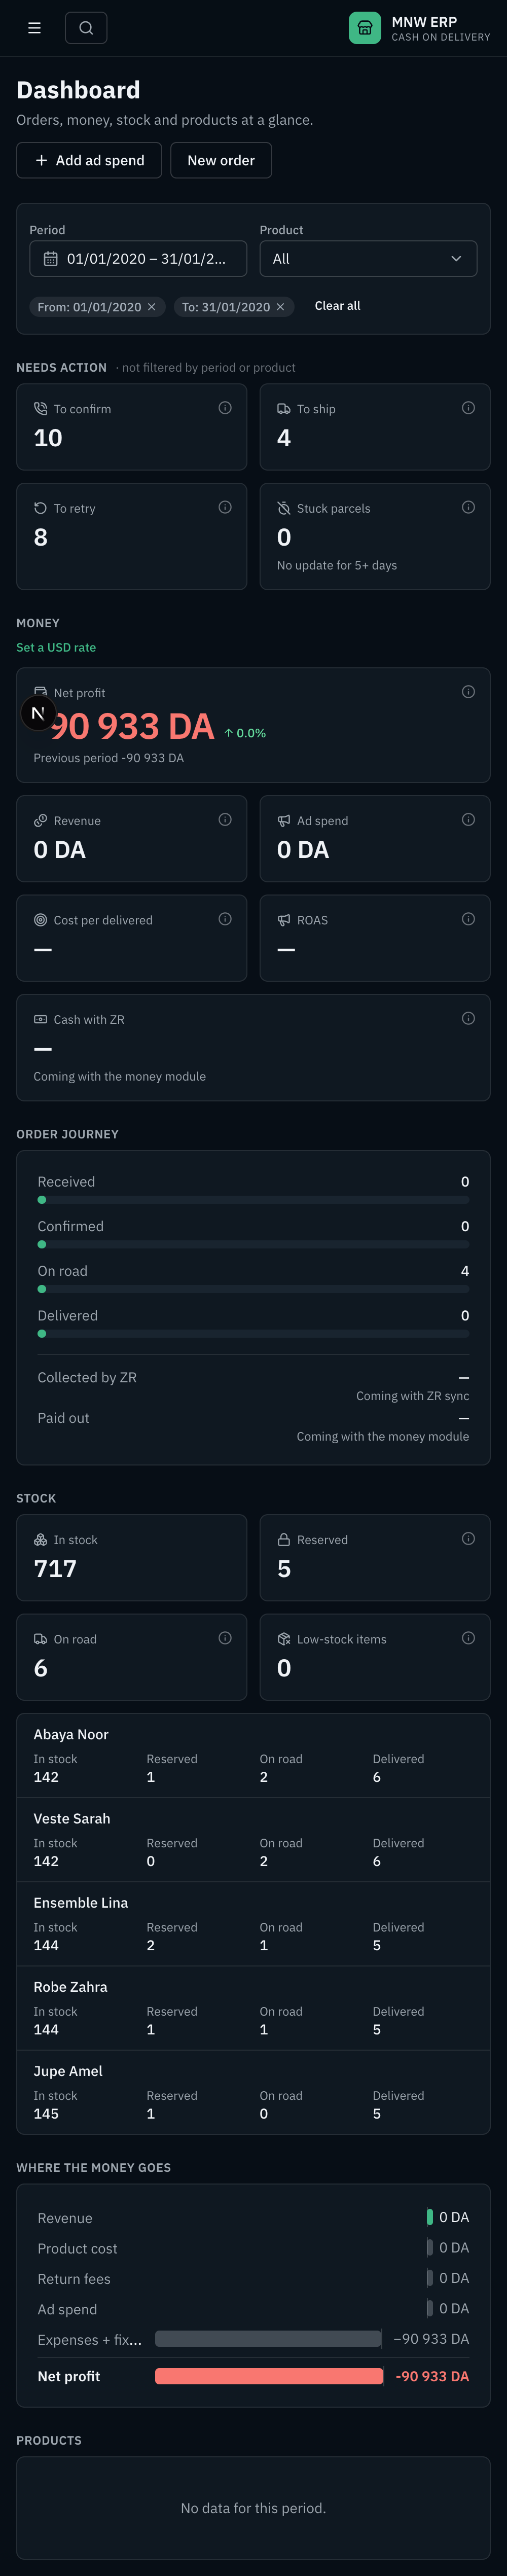 MNW ERP
CASH ON DELIVERY
Dashboard
Orders, money, stock and products at a glance.
Add ad spend
New order
Period
Product
01/01/2020 – 31/01/2...
All
From: 01/01/2020
To: 31/01/2020
Clear all
NEEDS ACTION · not filtered by period or product
To confirm
10
To ship
4
To retry
8
Stuck parcels
0
No update for 5+ days
MONEY
Set a USD rate
Net profit
N
90 933 DA ↑ 0.0%
Previous period -90 933 DA
Revenue
0 DA
Ad spend
0 DA
Cost per delivered
—
ROAS
—
Cash with ZR
—
Coming with the money module
ORDER JOURNEY
Received 0
Confirmed 0
On road 4
Delivered 0
Collected by ZR —
Coming with ZR sync
Paid out —
Coming with the money module
STOCK
In stock
717
Reserved
5
On road
6
Low-stock items
0
Abaya Noor
In stock Reserved On road Delivered
142 1 2 6
Veste Sarah
In stock Reserved On road Delivered
142 0 2 6
Ensemble Lina
In stock Reserved On road Delivered
144 2 1 5
Robe Zahra
In stock Reserved On road Delivered
144 1 1 5
Jupe Amel
In stock Reserved On road Delivered
145 1 0 5
WHERE THE MONEY GOES
Revenue 0 DA
Product cost 0 DA
Return fees 0 DA
Ad spend 0 DA
Expenses + fix... −90 933 DA
Net profit -90 933 DA
PRODUCTS
No data for this period.